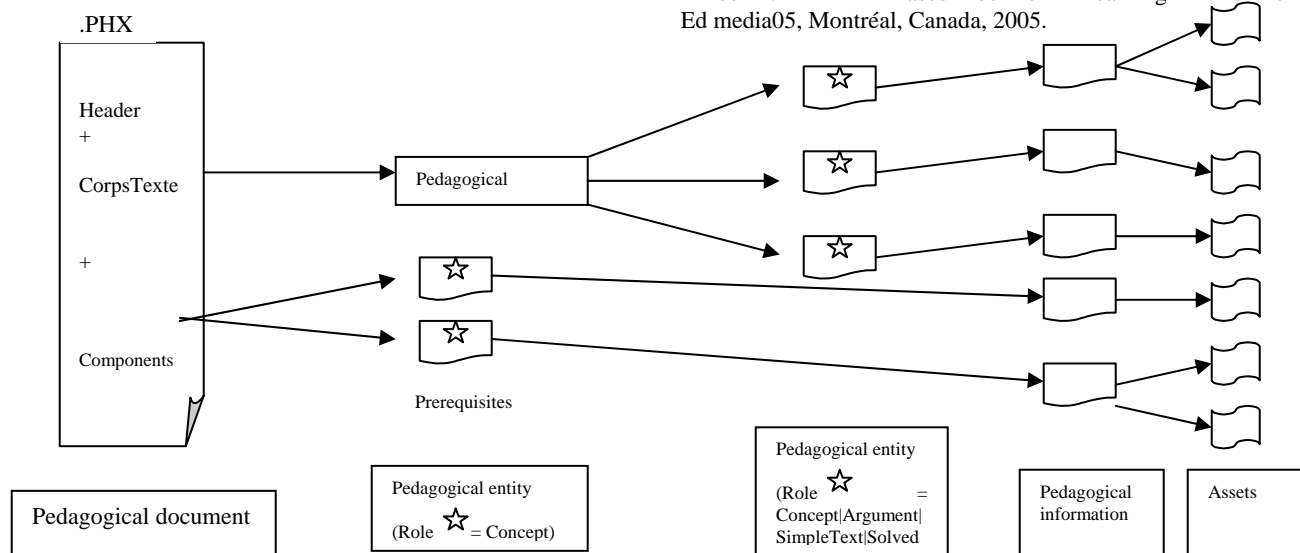 Ed media05, Montréal, Canada, 2005.
.PHX
Header
+
CorpsTexte
+
Components
Pedagogical
Prerequisites
Pedagogical document
Pedagogical entity
(Role = Concept)
Pedagogical entity
(Role =
Concept|Argument|
SimpleText|Solved
Pedagogical
information
Assets